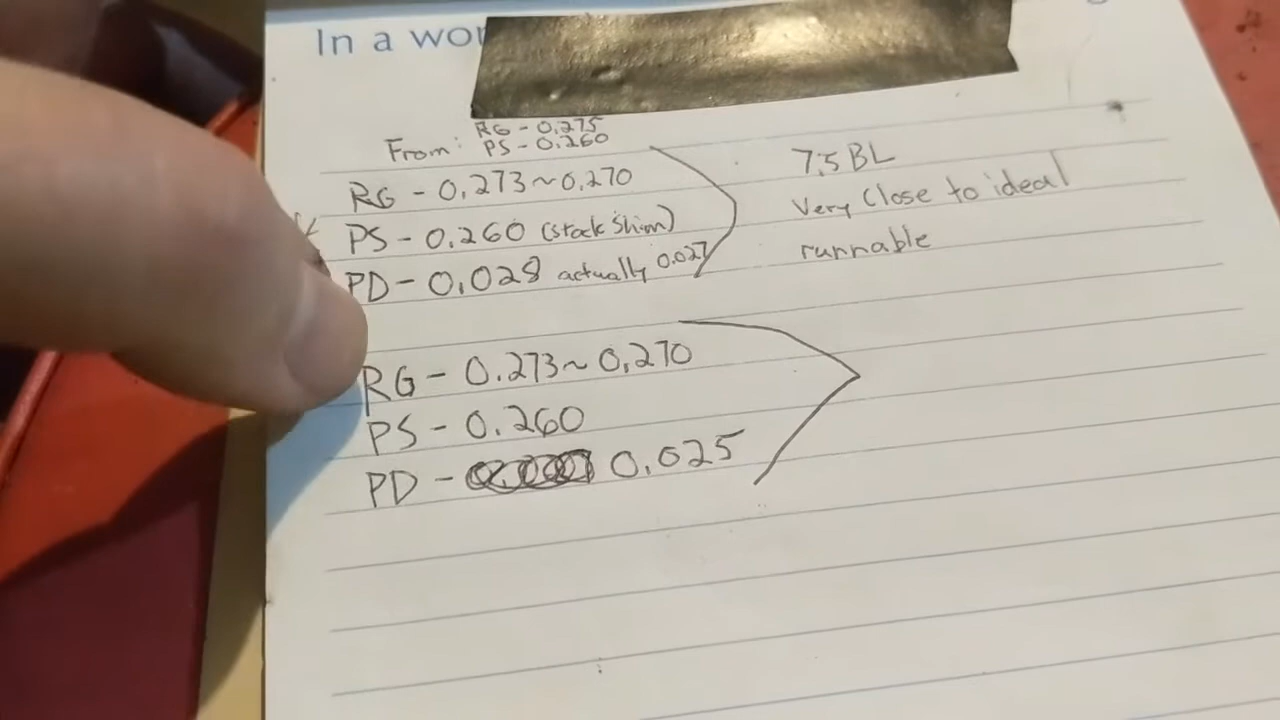 In a wor
From: RG - 0.275
PS - 0.260
RG - 0.273 ~ 0.270
PS - 0.260 (stock shim)
PD - 0.028 actually 0.027
7.5 BL
Very close to ideal
runnable
RG - 0.273 ~ 0.270
PS - 0.260
PD - 0.025